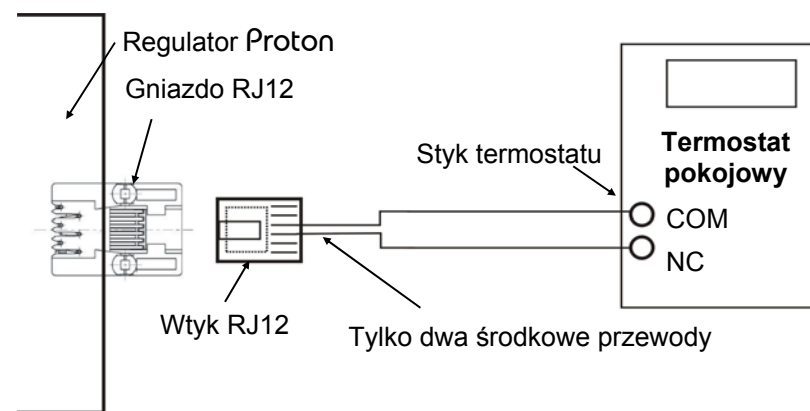 Regulator Proton
Gniazdo RJ12
Styk termostatu
Termostat
pokojowy
COM
NC
Wtyk RJ12
Tylko dwa środkowe przewody